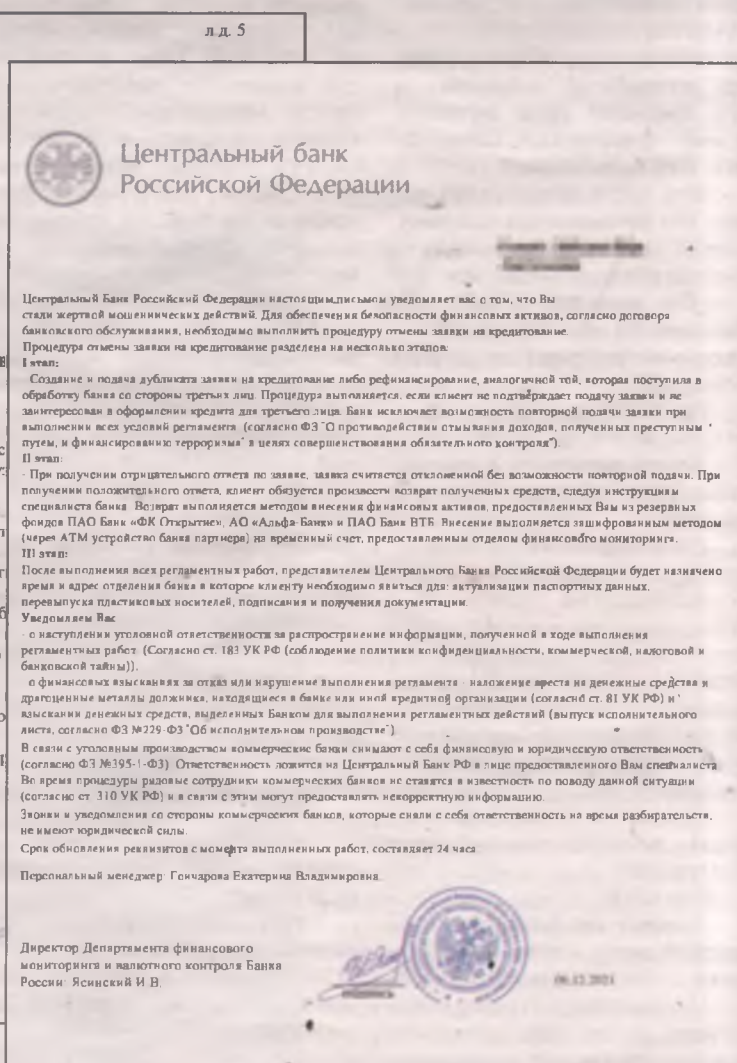 л.д. 5
Центральный банк
Российской Федерации
Центральный Банк Российский Федерации настоящим письмом уведомляет вас о том, что Вы
стали жертвой мошеннических действий. Для обеспечения безопасности финансовых активов, согласно договора
банковского обслуживания, необходимо выполнить процедуру отмены заявки на кредитование.
Процедура отмены заявки на кредитование разделена на несколько этапов:
I этап:
Создание и подача дубликата заявки на кредитование либо рефинансирование, аналогичной той, которая поступила в
обработку банка со стороны третьих лиц. Процедура выполняется, если клиент не подтверждает подачу заявки и не
заинтересован в оформлении кредита для третьего лица. Банк исключает возможность повторной подачи заявки при
выполнении всех условий регламента (согласно ФЗ "О противодействии отмывания доходов, полученных преступным
путем, и финансированию терроризма" в целях совершенствования обязательного контроля").
II этап:
- При получении отрицательного ответа по заявке, заявка считается отклоненной без возможности повторной подачи. При
получении положительного ответа, клиент обязуется произвести возврат полученных средств, следуя инструкциям
специалиста банка. Возврат выполняется методом внесения финансовых активов, предоставленных Вам из резервных
фондов ПАО Банк «ФК Открытие», АО «Альфа-Банк» и ПАО Банк ВТБ. Внесение выполняется зашифрованным методом
(через АТМ устройство банка партнера) на временный счет, предоставленным отделом финансового мониторинга.
III этап:
После выполнения всех регламентных работ, представителем Центрального Банка Российской Федерации будет назначено
время и адрес отделения банка в которое клиенту необходимо явиться для: актуализации паспортных данных,
перевыпуска пластиковых носителей, подписания и получения документации.
Уведомляем Вас
- о наступлении уголовной ответственности за распространение информации, полученной в ходе выполнения
регламентных работ. (Согласно ст. 183 УК РФ (соблюдение политики конфиденциальности, коммерческой, налоговой и
банковской тайны)).
о финансовых взысканиях за отказ или нарушение выполнения регламента - наложение ареста на денежные средства и
драгоценные металлы должника, находящиеся в банке или иной кредитной организации (согласно ст. 81 УК РФ) и
взыскании денежных средств, выделенных Банком для выполнения регламентных действий (выпуск исполнительного
листа, согласно ФЗ №229-ФЗ "Об исполнительном производстве")
В связи с уголовным производством коммерческие банки снимают с себя финансовую и юридическую ответственность
(согласно ФЗ №395-1-ФЗ). Ответственность ложится на Центральный Банк РФ в лице предоставленного Вам специалиста
Во время процедуры рядовые сотрудники коммерческих банков не ставятся в известность по поводу данной ситуации
(согласно ст. 310 УК РФ) и в связи с этим могут предоставлять некорректную информацию.
Звонки и уведомления со стороны коммерческих банков, которые сняли с себя ответственность на время разбирательств,
не имеют юридической силы.
Срок обновления реквизитов с момента выполненных работ, составляет 24 часа
Персональный менеджер: Гончарова Екатерина Владимировна.
Директор Департамента финансового
мониторинга и валютного контроля Банка
России: Ясинский И.В.
06.12.2021